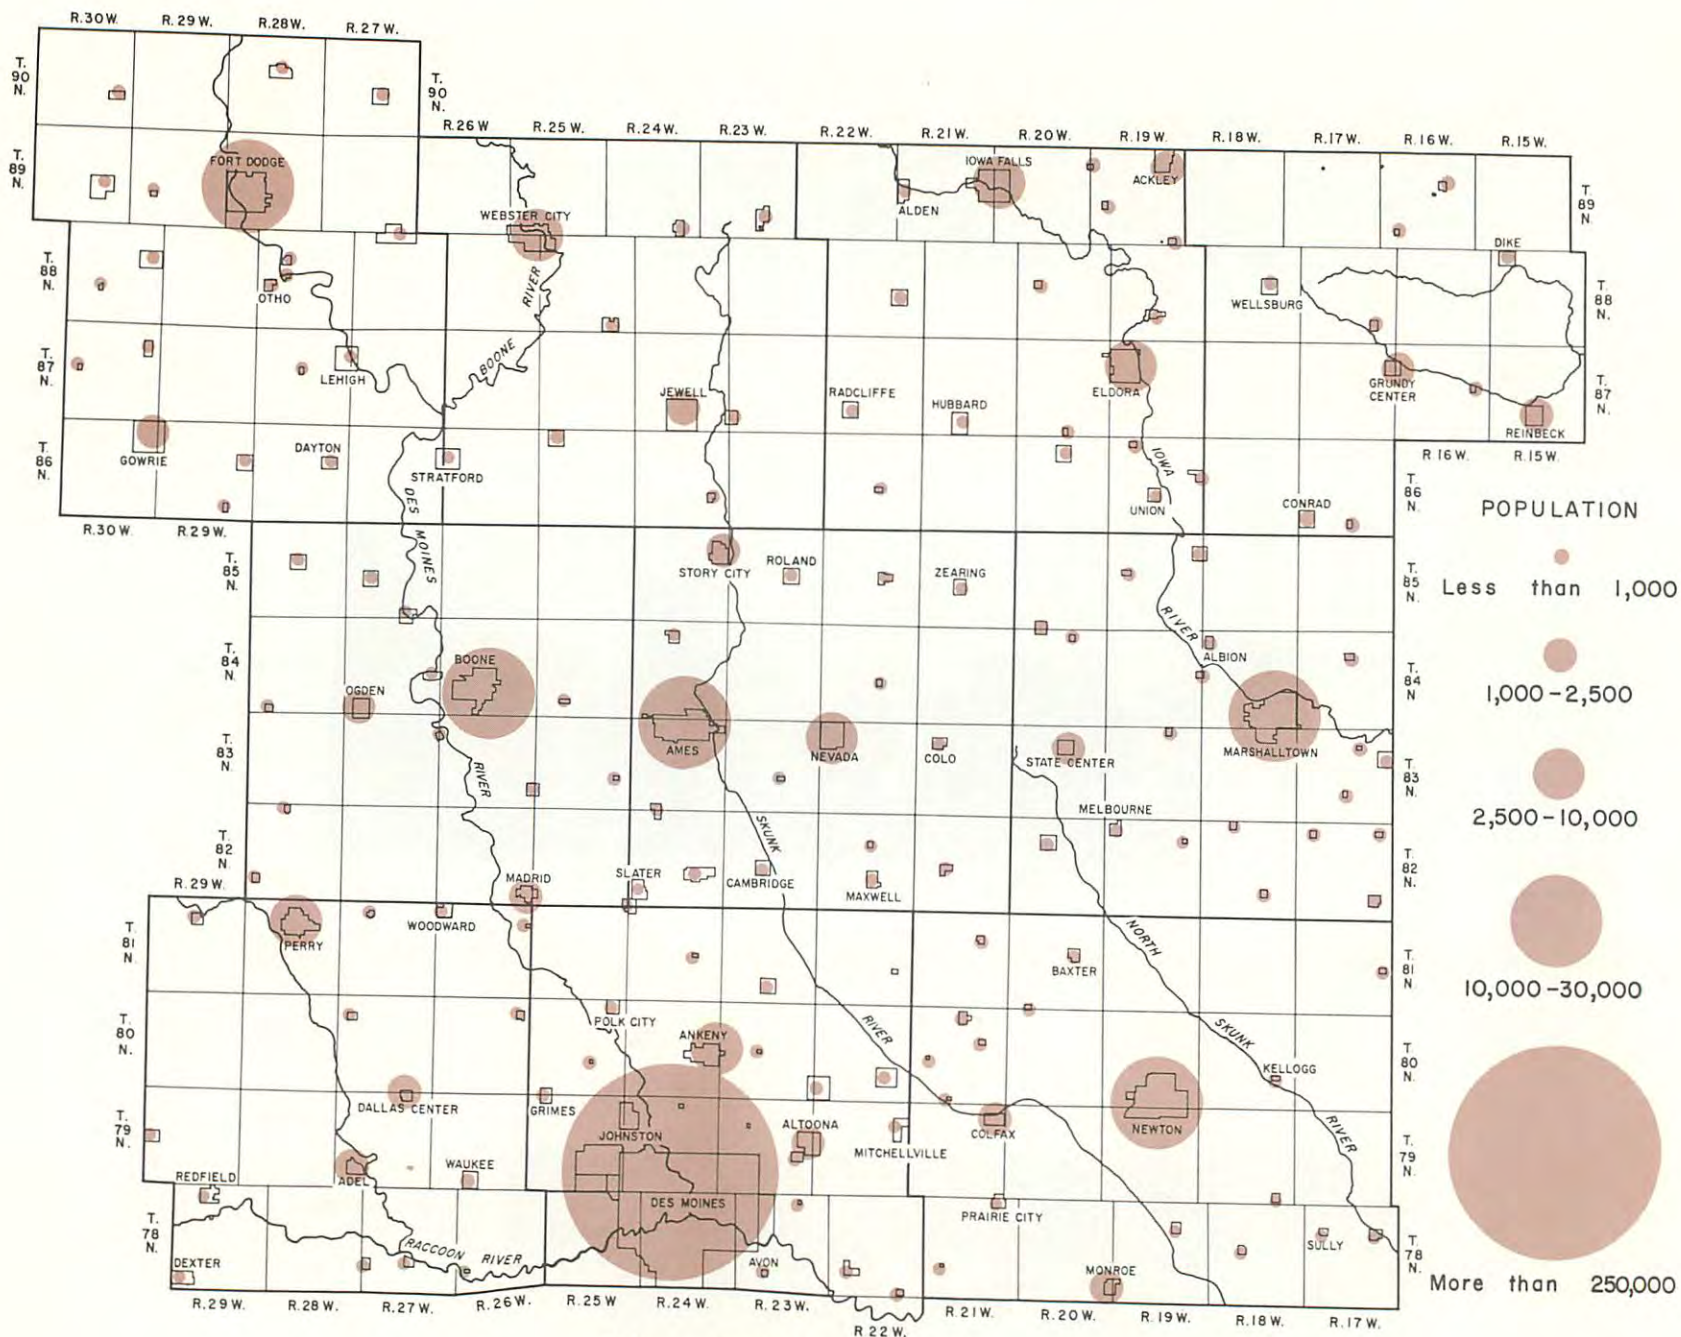 R.30W. R.29W. R.28W. R.27W.
T.
90
N.
T.
90
N.
R.26W R.25W. R.24W. R.23W. R.22W. R.21W. R.20W. R.19W. R.18W. R.17W. R.16W. R.15W.
T.
89
N.
FORT DODGE
IOWA FALLS
ACKLEY
ALDEN
WEBSTER CITY
T.
89
N.
DIKE
T.
88
N.
OTHO
RIVER
WELLSBURG
T.
88
N.
T.
87
N.
LEHIGH
BOONE
JEWELL
RADCLIFFE
HUBBARD
ELDORA
GRUNDY
CENTER
T.
87
N.
REINBECK
GOWRIE
T.
86
N.
DAYTON
STRATFORD
DES
MOINES
IOWA
UNION
CONRAD
R.16W. R.15W.
T.
86
N.
R.30W. R.29W.
POPULATION
Less than 1,000
1,000-2,500
2,500-10,000
10,000-30,000
More than 250,000
T.
85
N.
STORY CITY
ROLAND
ZEARING
T.
85
N.
RIVER
ALBION
T.
84
N.
BOONE
OGDEN
T.
84
N
T.
83
N.
AMES
NEVADA
COLO
STATE CENTER
MARSHALLTOWN
T.
83
N.
RIVER
SKUNK
MELBOURNE
T.
82
N.
MADRID
SLATER
CAMBRIDGE
MAXWELL
T.
82
N.
R.29W.
PERRY
WOODWARD
T.
81
N.
BAXTER
NORTH
T.
81
N.
T.
80
N.
POLK CITY
ANKENY
RIVER
SKUNK
KELLOGG
T.
80
N.
T.
79
N.
DALLAS CENTER
GRIMES
JOHNSTON
ALTOONA
MITCHELLVILLE
COLFAX
NEWTON
RIVER
T.
79
N.
REDFIELD
ADEL
WAUKEE
DES MOINES
PRAIRIE CITY
T.
78
N.
RACCOON
RIVER
SULLY
T.
78
N.
DEXTER
AVON
MONROE
R.29W. R.28W. R.27W. R.26W. R.25W R.24W. R.23W. R.22W. R.21W. R.20W. R.19W. R.18W. R.17W.